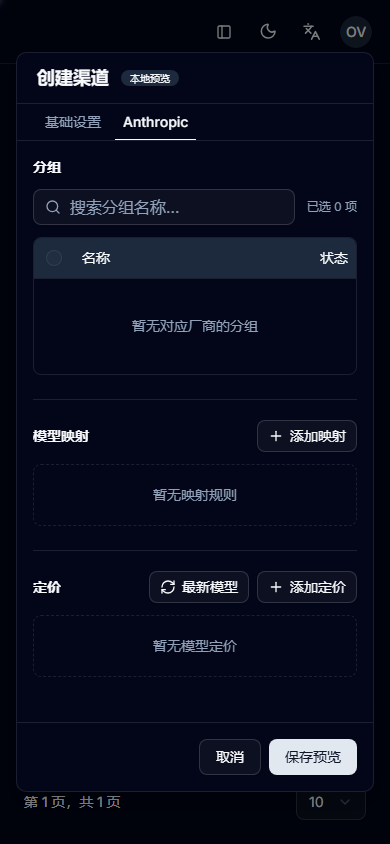 OV
创建渠道 本地预览
基础设置 Anthropic
分组
搜索分组名称... 已选 0 项
名称 状态
暂无对应厂商的分组
模型映射 添加映射
暂无映射规则
定价 最新模型 添加定价
暂无模型定价
取消 保存预览
第 1 页，共 1 页 10